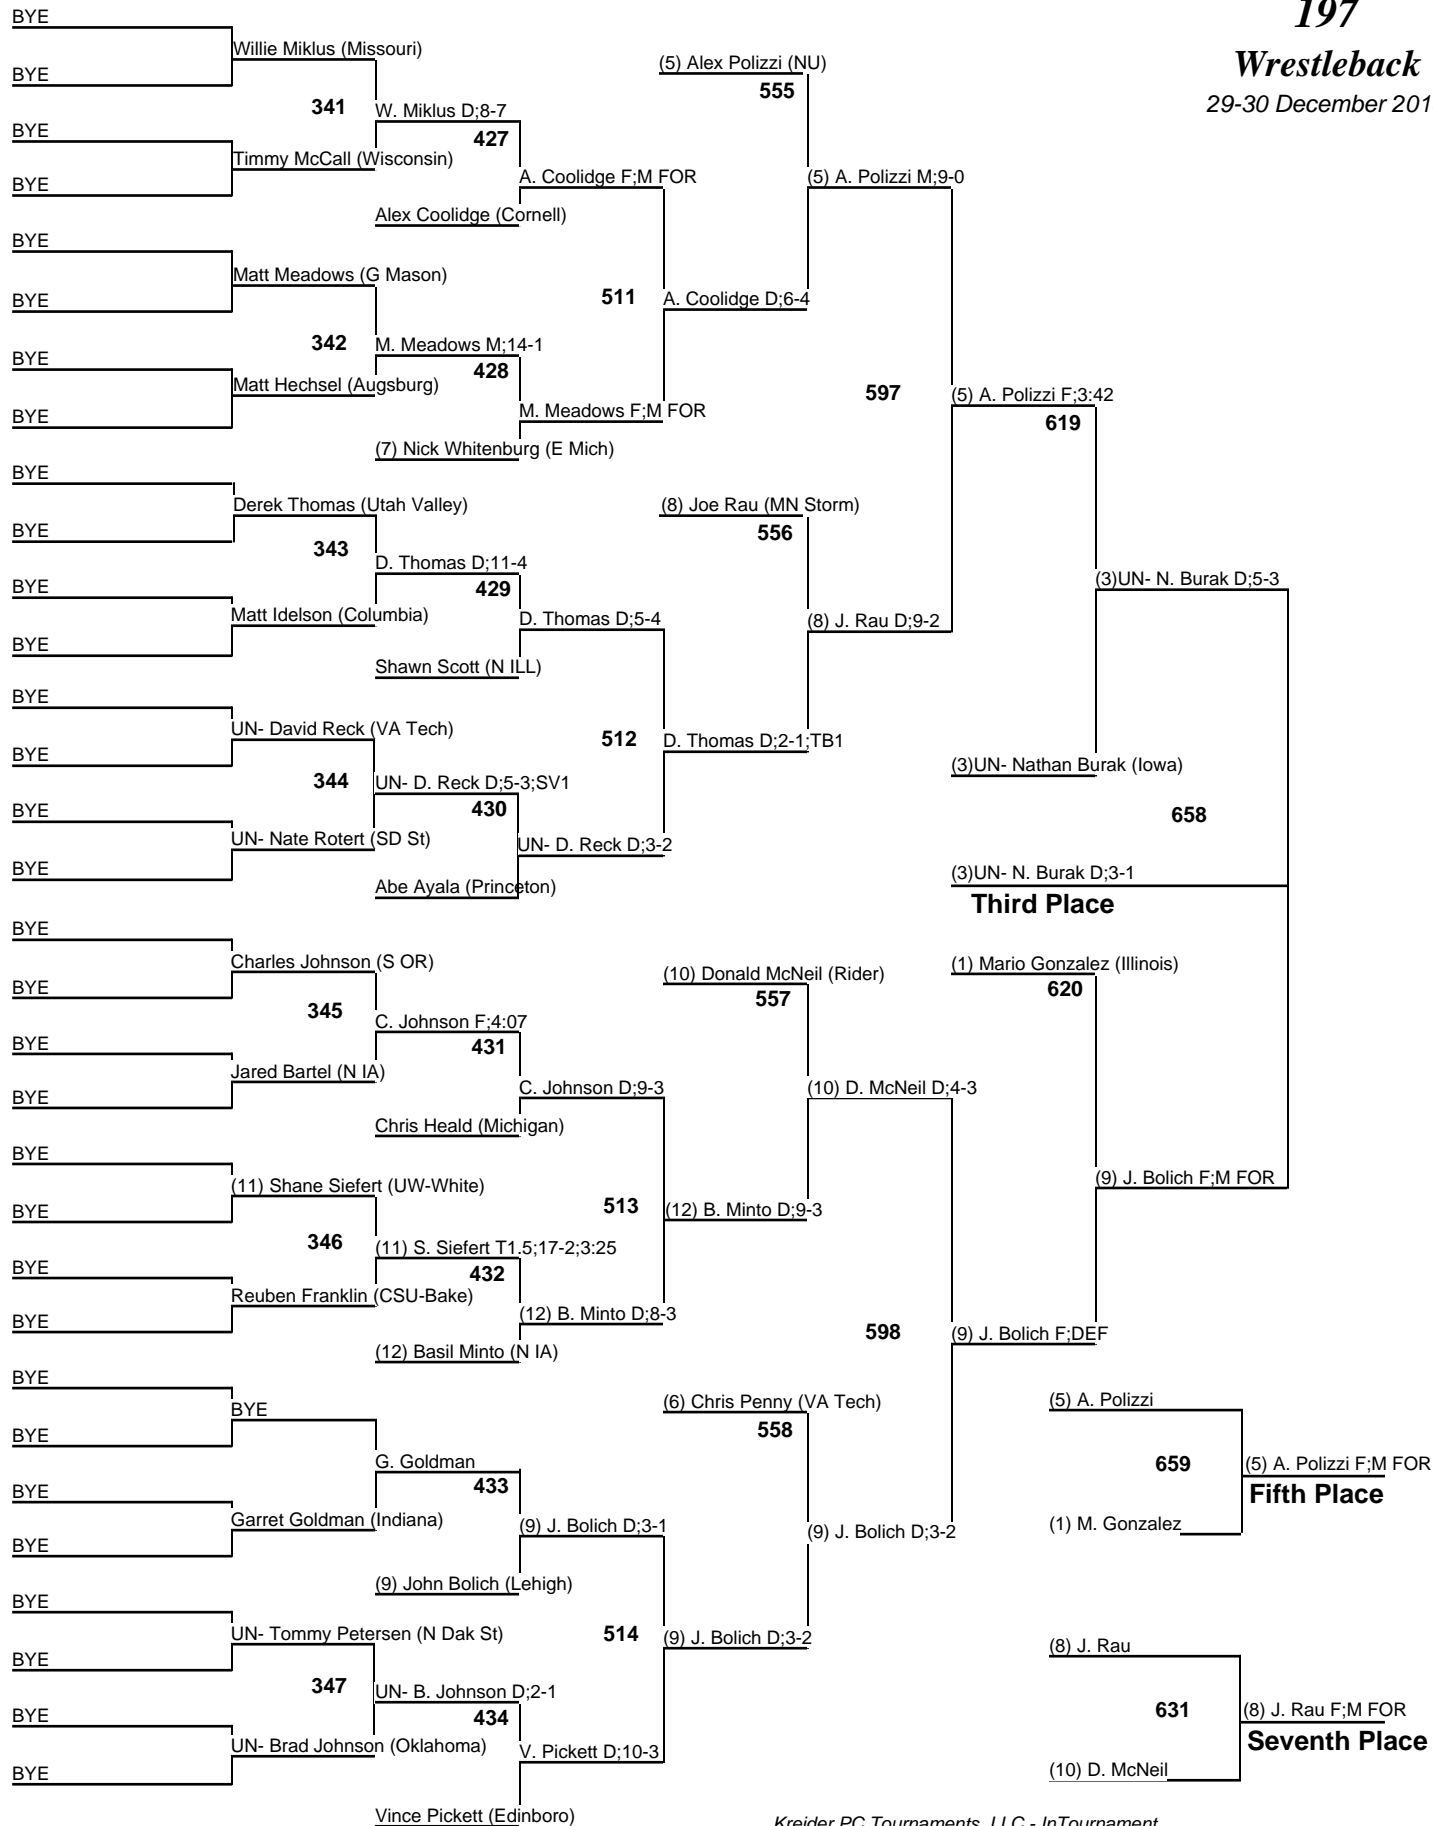 BYE
197
Willie Miklus (Missouri)
(5) Alex Polizzi (NU)
Wrestleback
BYE
555
341
W. Miklus D;8-7
29-30 December 201
BYE
427
Timmy McCall (Wisconsin)
A. Coolidge F;M FOR
(5) A. Polizzi M;9-0
BYE
Alex Coolidge (Cornell)
BYE
Matt Meadows (G Mason)
511
A. Coolidge D;6-4
BYE
342
M. Meadows M;14-1
BYE
428
Matt Hechsel (Augsburg)
597
(5) A. Polizzi F;3:42
BYE
M. Meadows F;M FOR
619
(7) Nick Whitenburg (E Mich)
BYE
Derek Thomas (Utah Valley)
(8) Joe Rau (MN Storm)
BYE
556
343
D. Thomas D;11-4
BYE
429
(3)UN- N. Burak D;5-3
Matt Idelson (Columbia)
D. Thomas D;5-4
(8) J. Rau D;9-2
BYE
Shawn Scott (N ILL)
BYE
UN- David Reck (VA Tech)
512
D. Thomas D;2-1;TB1
BYE
(3)UN- Nathan Burak (Iowa)
344
UN- D. Reck D;5-3;SV1
BYE
430
658
UN- Nate Rotert (SD St)
UN- D. Reck D;3-2
BYE
Abe Ayala (Princeton)
(3)UN- N. Burak D;3-1
Third Place
BYE
Charles Johnson (S OR)
(10) Donald McNeil (Rider)
(1) Mario Gonzalez (Illinois)
BYE
557
620
345
C. Johnson F;4:07
BYE
431
Jared Bartel (N IA)
C. Johnson D;9-3
(10) D. McNeil D;4-3
BYE
Chris Heald (Michigan)
BYE
(11) Shane Siefert (UW-White)
(9) J. Bolich F;M FOR
513
(12) B. Minto D;9-3
BYE
346
(11) S. Siefert T1.5;17-2;3:25
BYE
432
Reuben Franklin (CSU-Bake)
(12) B. Minto D;8-3
BYE
598
(9) J. Bolich F;DEF
(12) Basil Minto (N IA)
BYE
BYE
(6) Chris Penny (VA Tech)
(5) A. Polizzi
BYE
558
G. Goldman
659
(5) A. Polizzi F;M FOR
BYE
433
Fifth Place
Garret Goldman (Indiana)
(9) J. Bolich D;3-1
(9) J. Bolich D;3-2
(1) M. Gonzalez
BYE
(9) John Bolich (Lehigh)
BYE
UN- Tommy Petersen (N Dak St)
514
(9) J. Bolich D;3-2
(8) J. Rau
BYE
347
UN- B. Johnson D;2-1
BYE
434
631
(8) J. Rau F;M FOR
UN- Brad Johnson (Oklahoma)
V. Pickett D;10-3
Seventh Place
BYE
(10) D. McNeil
Vince Pickett (Edinboro)
Kreider PC Tournaments, LLC - InTournament